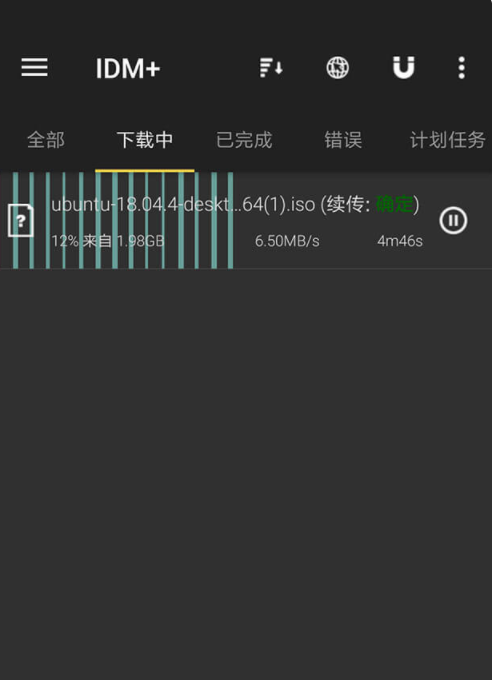 IDM+
全部 下载中 已完成 错误 计划任务
ubuntu-18.04.4-deskt...64(1).iso (续传: 确定)
12% 来自 1.98GB 6.50MB/s 4m46s